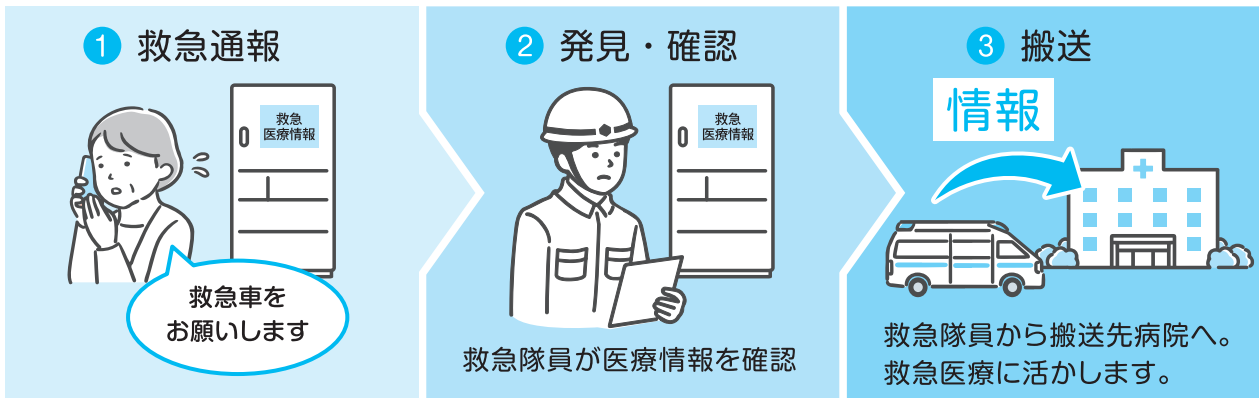 1 救急通報
救急
医療情報
救急車を
お願いします
2 発見・確認
救急
医療情報
救急隊員が医療情報を確認
3 搬送
情報
救急隊員から搬送先病院へ。
救急医療に活かします。